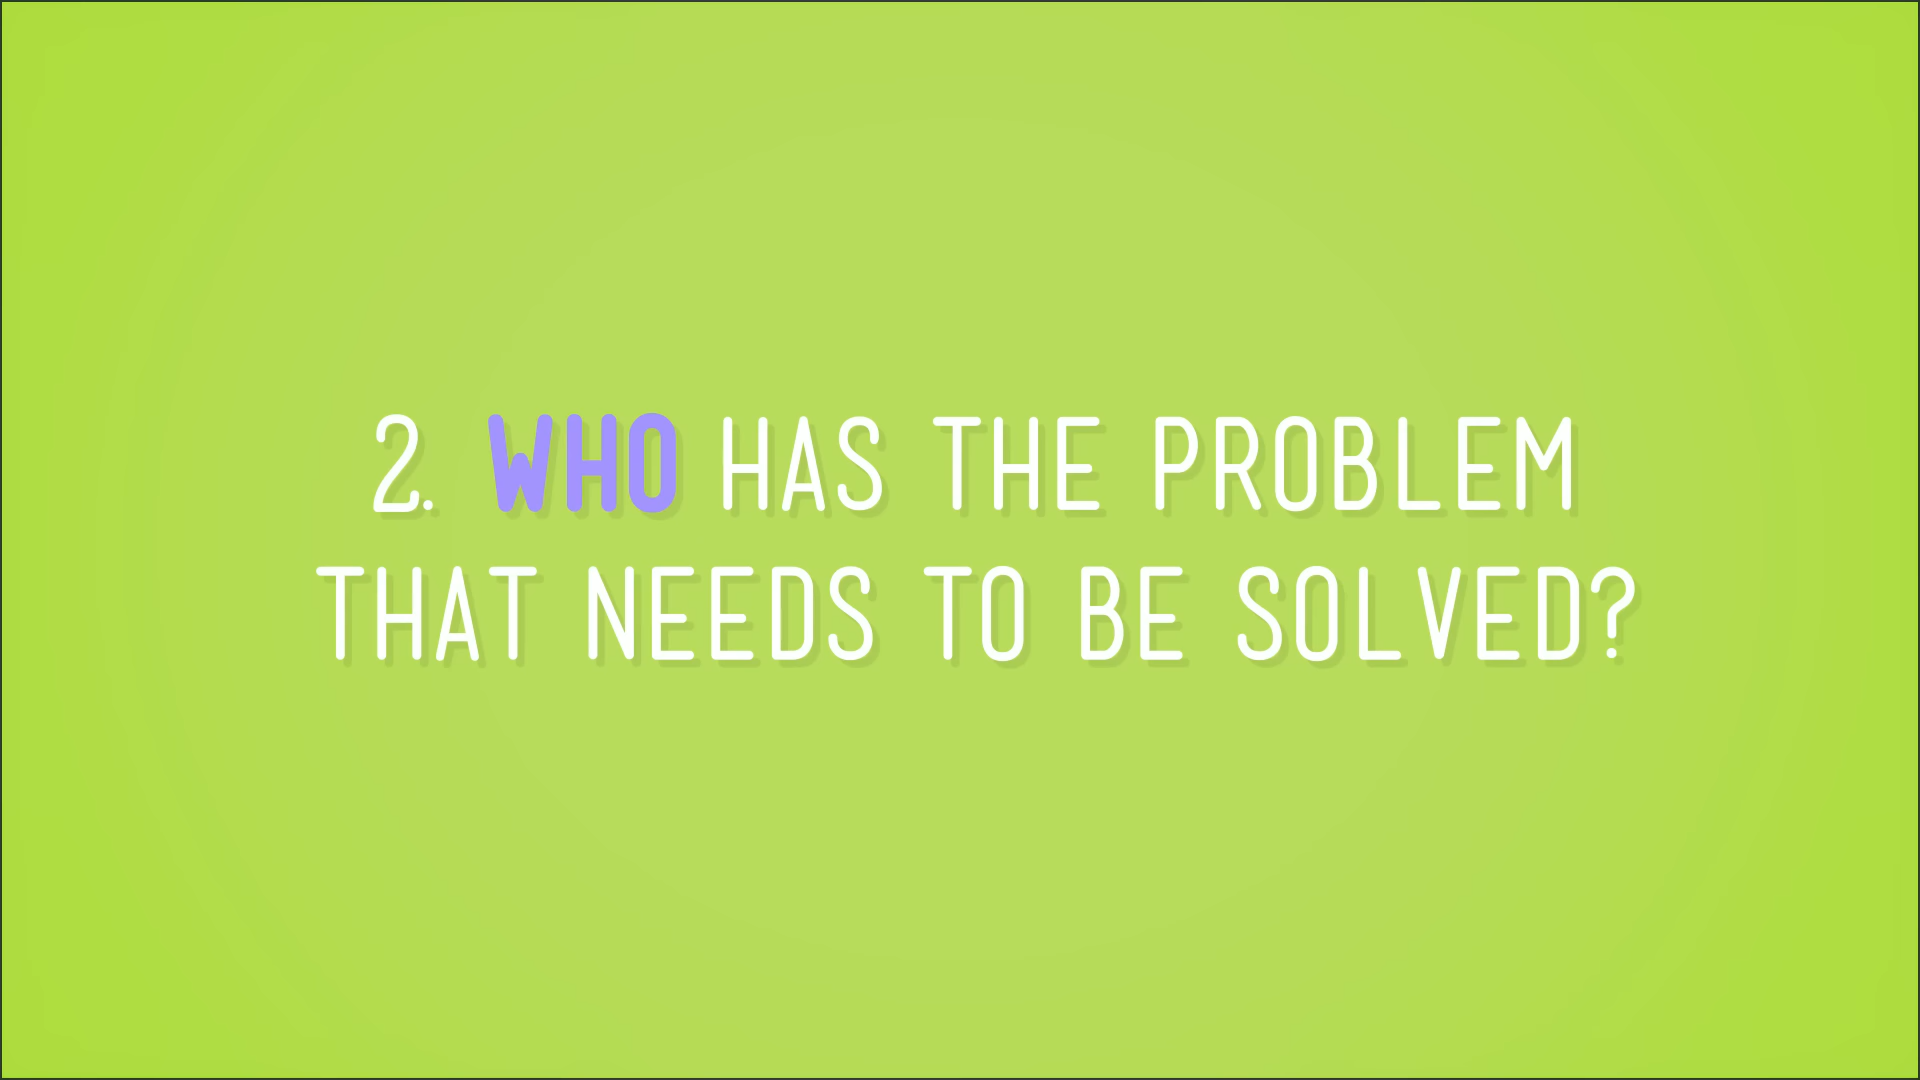 2. WHO HAS THE PROBLEM
THAT NEEDS TO BE SOLVED?